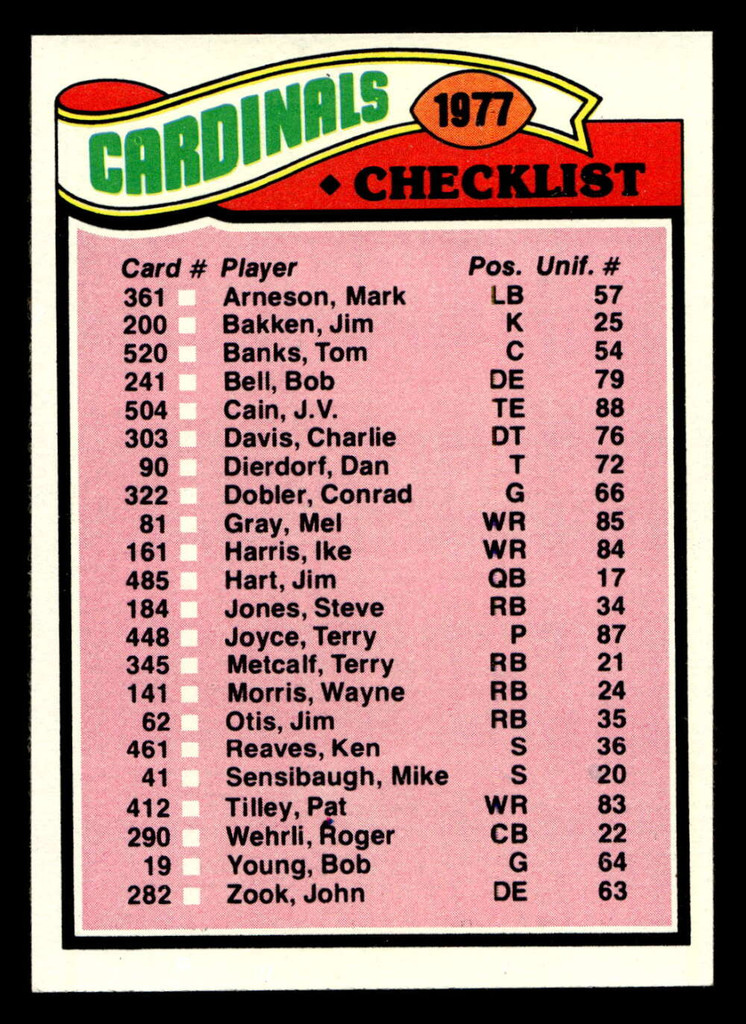 CARDINALS 1977
♦ CHECKLIST
Card # Player Pos. Unif. #
361 Arneson, Mark LB 57
200 Bakken, Jim K 25
520 Banks, Tom C 54
241 Bell, Bob DE 79
504 Cain, J.V. TE 88
303 Davis, Charlie DT 76
90 Dierdorf, Dan T 72
322 Dobler, Conrad G 66
81 Gray, Mel WR 85
161 Harris, Ike WR 84
485 Hart, Jim QB 17
184 Jones, Steve RB 34
448 Joyce, Terry P 87
345 Metcalf, Terry RB 21
141 Morris, Wayne RB 24
62 Otis, Jim RB 35
461 Reaves, Ken S 36
41 Sensibaugh, Mike S 20
412 Tilley, Pat WR 83
290 Wehrli, Roger CB 22
19 Young, Bob G 64
282 Zook, John DE 63